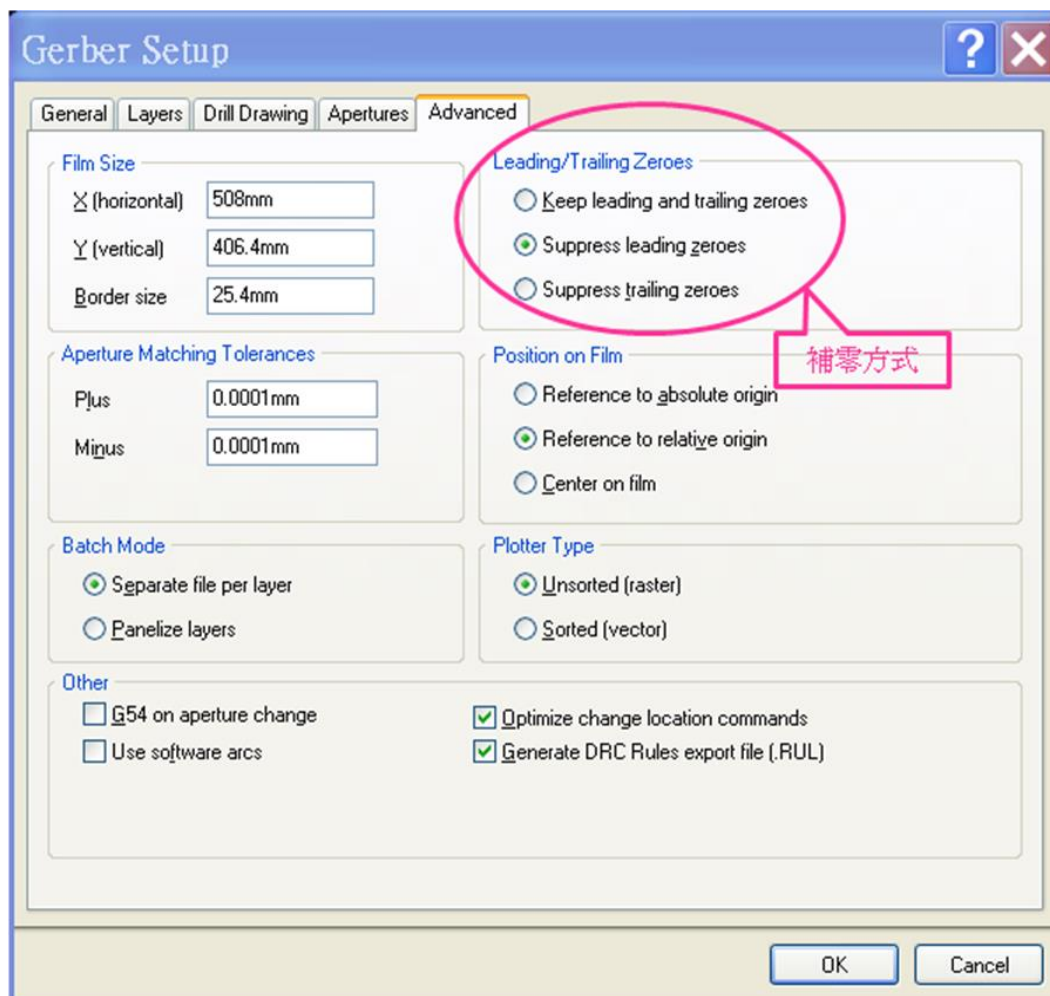 Gerber Setup
General Layers Drill Drawing Apertures Advanced
Film Size
X (horizontal) 508mm
Y (vertical) 406.4mm
Border size 25.4mm
Leading/Trailing Zeroes
Keep leading and trailing zeroes
Suppress leading zeroes
Suppress trailing zeroes
補零方式
Aperture Matching Tolerances
Plus 0.0001mm
Minus 0.0001mm
Position on Film
Reference to absolute origin
Reference to relative origin
Center on film
Batch Mode
Separate file per layer
Panelize layers
Plotter Type
Unsorted (raster)
Sorted (vector)
Other
G54 on aperture change
Use software arcs
Optimize change location commands
Generate DRC Rules export file (.RUL)
OK Cancel